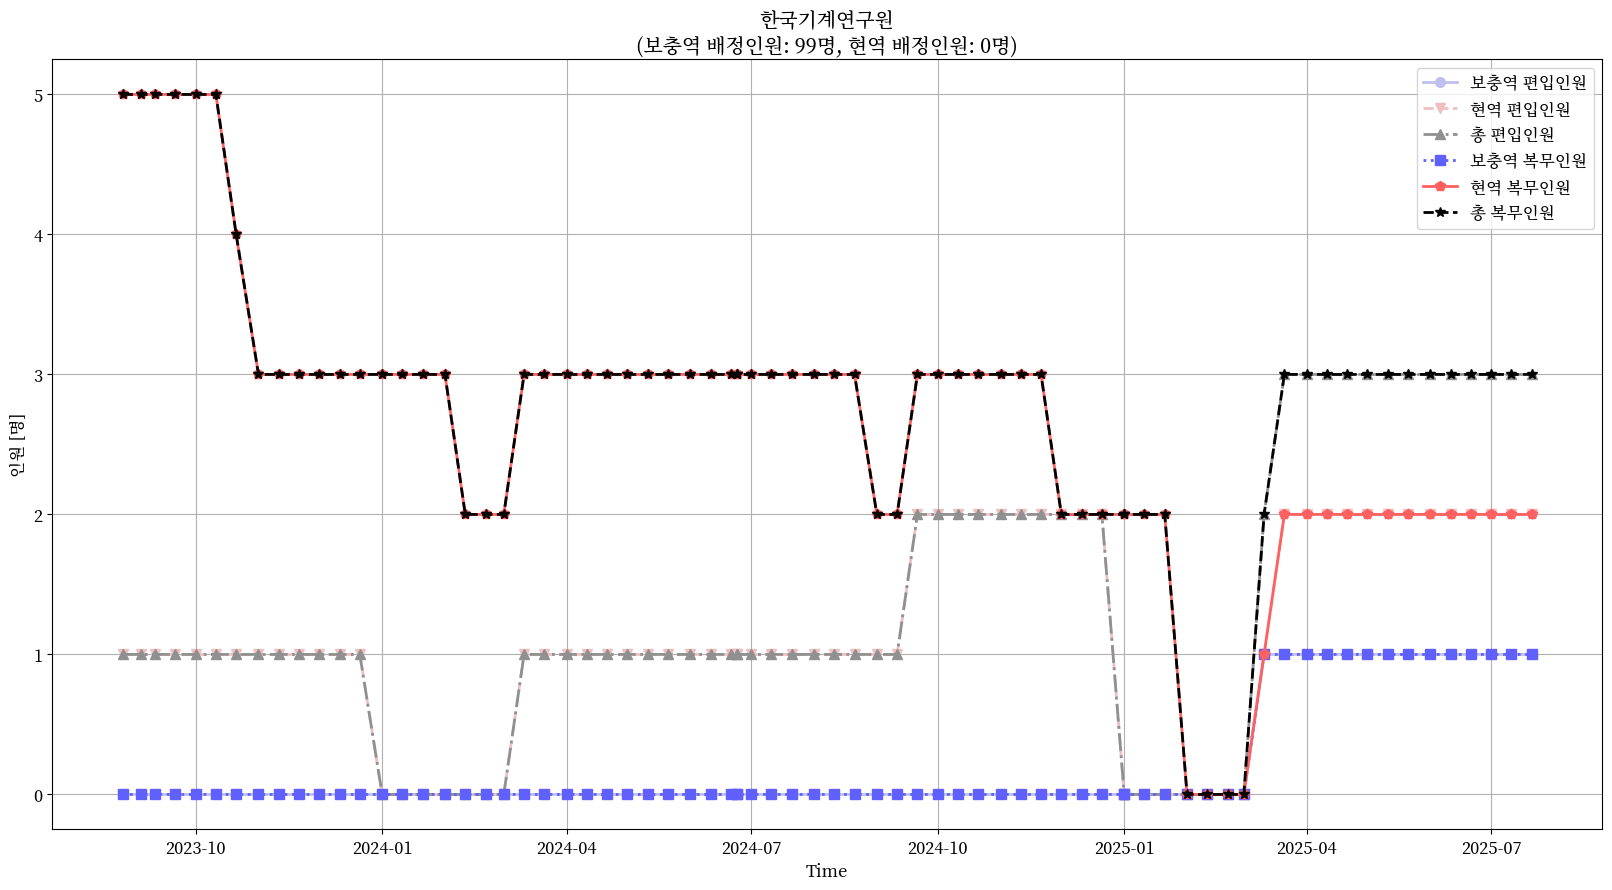 한국기계연구원
(보충역 배정인원: 99명, 현역 배정인원: 0명)
보충역 편입인원
현역 편입인원
총 편입인원
보충역 복무인원
현역 복무인원
총 복무인원
인원 [명]
5
4
3
2
1
0
2023-10
2024-01
2024-04
2024-07
2024-10
2025-01
2025-04
2025-07
Time